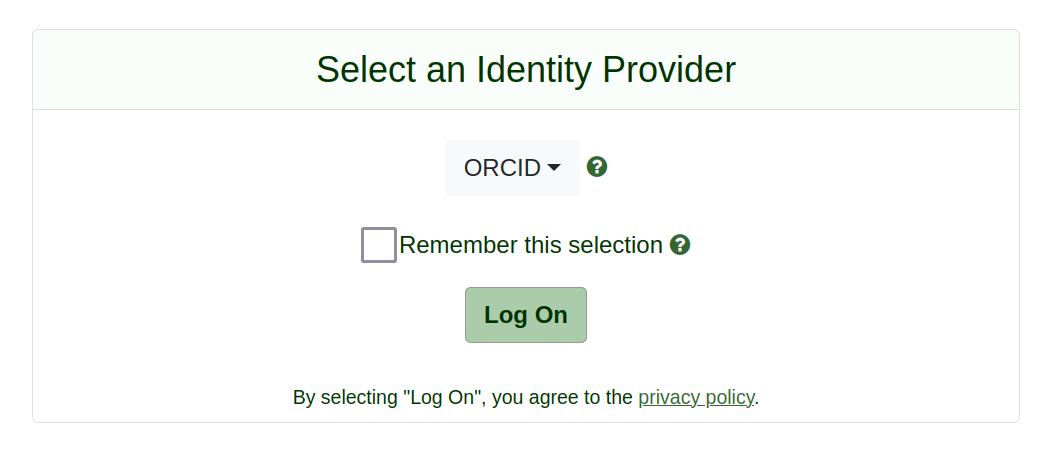 Select an Identity Provider
ORCID
Remember this selection
Log On
By selecting "Log On", you agree to the privacy policy.